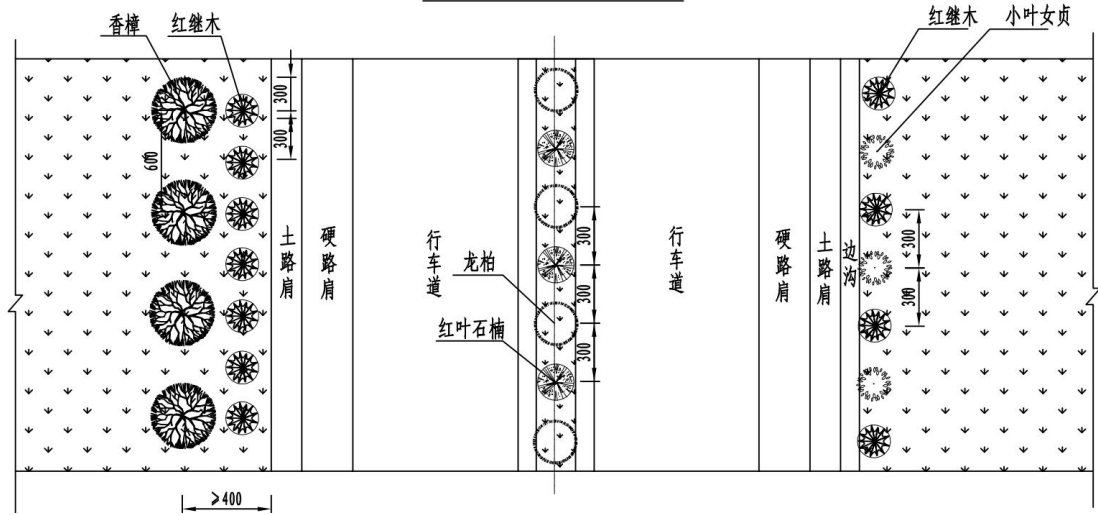 香樟
红继木
红继木
小叶女贞
300
300
600
土路肩
硬路肩
行车道
龙柏
红叶石楠
300
300
300
行车道
硬路肩
土路肩
边沟
300
300
≥400